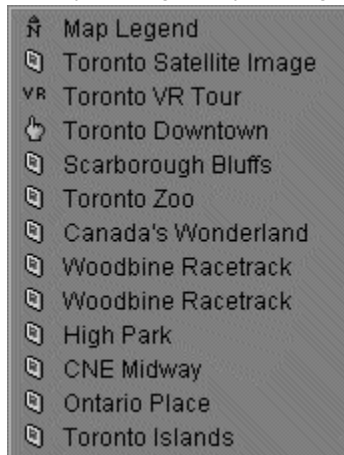 N Map Legend
Toronto Satellite Image
VR Toronto VR Tour
Toronto Downtown
Scarborough Bluffs
Toronto Zoo
Canada's Wonderland
Woodbine Racetrack
Woodbine Racetrack
High Park
CNE Midway
Ontario Place
Toronto Islands